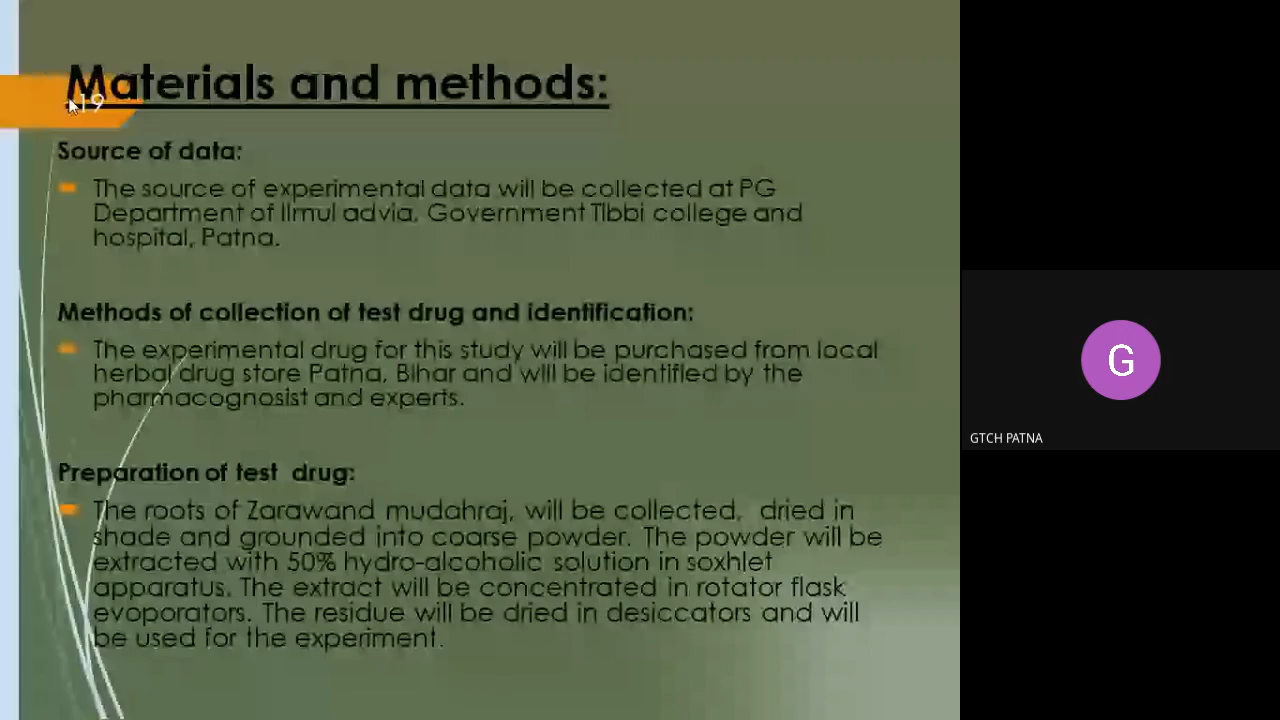 Materials and methods:
19
Source of data:
The source of experimental data will be collected at PG
Department of Ilmul advia, Government Tibbi college and
hospital, Patna.
Methods of collection of test drug and identification:
The experimental drug for this study will be purchased from local
herbal drug store Patna, Bihar and will be identified by the
pharmacognosist and experts.
Preparation of test  drug:
The roots of Zarawand mudahraj, will be collected,  dried in
shade and grounded into coarse powder. The powder will be
extracted with 50% hydro-alcoholic solution in soxhlet
apparatus. The extract will be concentrated in rotator flask
evoporators. The residue will be dried in desiccators and will
be used for the experiment.
G
GTCH PATNA